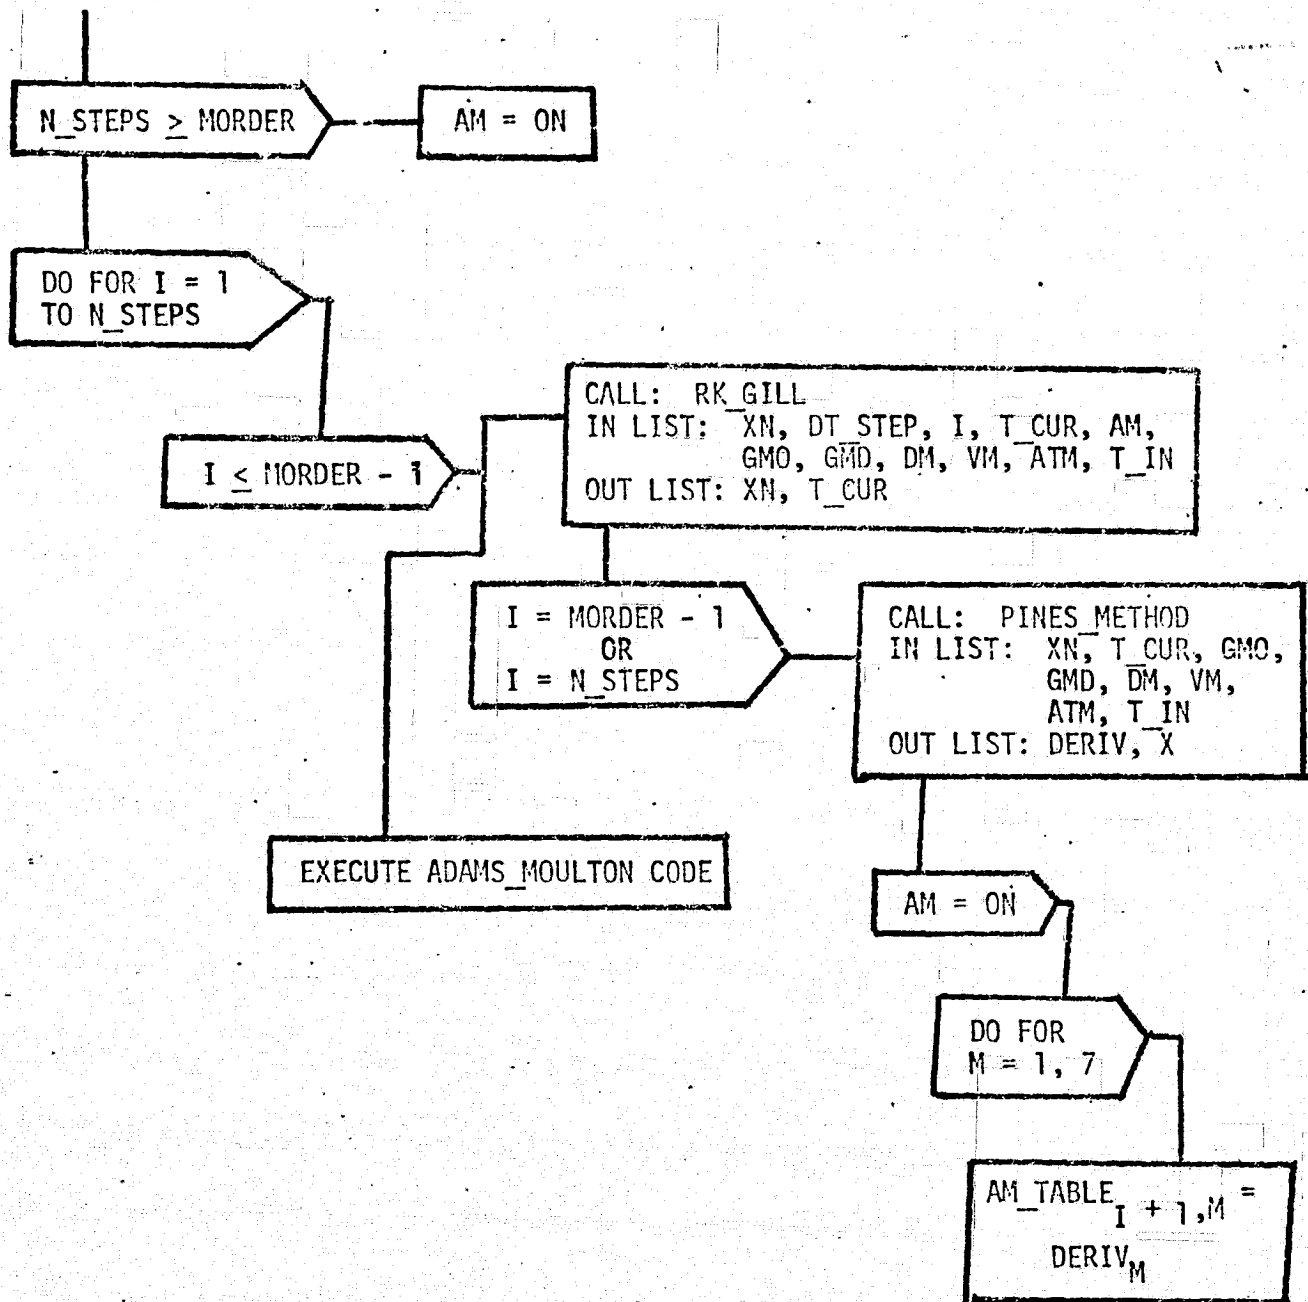 N_STEPS ≥ MORDER
AM = ON
DO FOR I = 1
TO N_STEPS
I ≤ MORDER - 1
CALL: RK_GILL
IN LIST: XN, DT_STEP, I, T_CUR, AM,
GMO, GMD, DM, VM, ATM, T_IN
OUT LIST: XN, T_CUR
I = MORDER - 1
OR
I = N_STEPS
CALL: PINES_METHOD
IN LIST: XN, T_CUR, GMO,
GMD, DM, VM,
ATM, T_IN
OUT LIST: DERIV, X
EXECUTE ADAMS_MOULTON CODE
AM = ON
DO FOR
M = 1, 7
AM_TABLE I + 1,M =
DERIV M